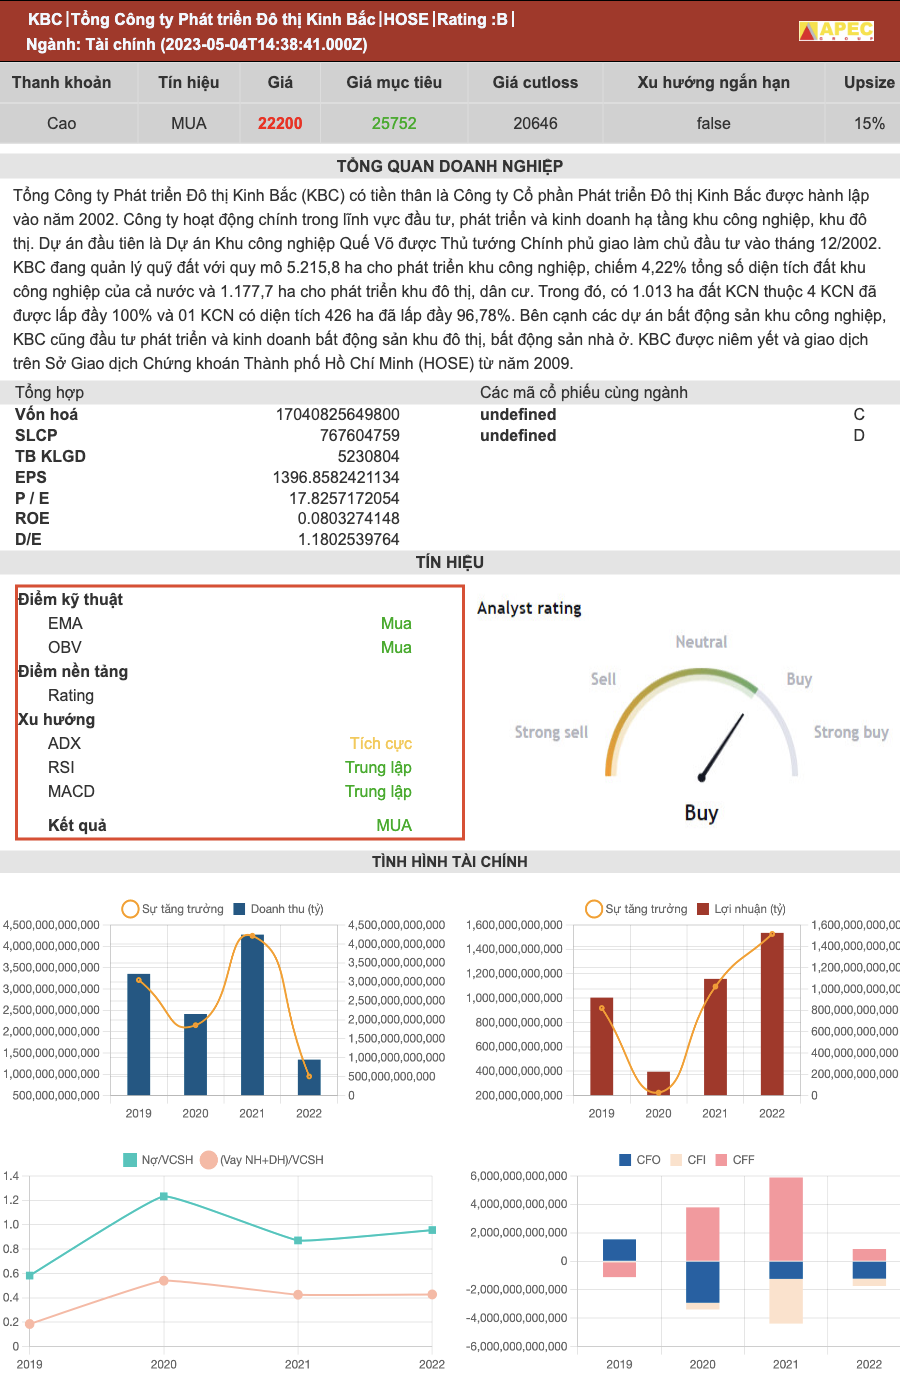 KBC|Tổng Công ty Phát triển Đô thị Kinh Bắc|HOSE|Rating :B|
Ngành: Tài chính (2023-05-04T14:38:41.000Z)
APEC
GROUP
Thanh khoản Tín hiệu Giá Giá mục tiêu Giá cutloss Xu hướng ngắn hạn Upsize
Cao MUA 22200 25752 20646 false 15%
TỔNG QUAN DOANH NGHIỆP
Tổng Công ty Phát triển Đô thị Kinh Bắc (KBC) có tiền thân là Công ty Cổ phần Phát triển Đô thị Kinh Bắc được hành lập
vào năm 2002. Công ty hoạt động chính trong lĩnh vực đầu tư, phát triển và kinh doanh hạ tầng khu công nghiệp, khu đô
thị. Dự án đầu tiên là Dự án Khu công nghiệp Quế Võ được Thủ tướng Chính phủ giao làm chủ đầu tư vào tháng 12/2002.
KBC đang quản lý quỹ đất với quy mô 5.215,8 ha cho phát triển khu công nghiệp, chiếm 4,22% tổng số diện tích đất khu
công nghiệp của cả nước và 1.177,7 ha cho phát triển khu đô thị, dân cư. Trong đó, có 1.013 ha đất KCN thuộc 4 KCN đã
được lấp đầy 100% và 01 KCN có diện tích 426 ha đã lấp đầy 96,78%. Bên cạnh các dự án bất động sản khu công nghiệp,
KBC cũng đầu tư phát triển và kinh doanh bất động sản khu đô thị, bất động sản nhà ở. KBC được niêm yết và giao dịch
trên Sở Giao dịch Chứng khoán Thành phố Hồ Chí Minh (HOSE) từ năm 2009.
Tổng hợp Các mã cổ phiếu cùng ngành
Vốn hoá 17040825649800 undefined C
SLCP 767604759 undefined D
TB KLGD 5230804
EPS 1396.8582421134
P / E 17.8257172054
ROE 0.0803274148
D/E 1.1802539764
TÍN HIỆU
Điểm kỹ thuật
EMA Mua
OBV Mua
Điểm nền tảng
Rating
Xu hướng
ADX Tích cực
RSI Trung lập
MACD Trung lập
Kết quả MUA
Analyst rating
Neutral
Sell Buy
Strong sell Strong buy
Buy
TÌNH HÌNH TÀI CHÍNH
Sự tăng trưởng Doanh thu (tỷ)
4,500,000,000,000 4,500,000,000,000
4,000,000,000,000 4,000,000,000,000
3,500,000,000,000 3,500,000,000,000
3,000,000,000,000 3,000,000,000,000
2,500,000,000,000 2,500,000,000,000
2,000,000,000,000 2,000,000,000,000
1,500,000,000,000 1,500,000,000,000
1,000,000,000,000 1,000,000,000,000
500,000,000,000 500,000,000,000
0
2019 2020 2021 2022
Sự tăng trưởng Lợi nhuận (tỷ)
1,600,000,000,000 1,600,000,000,00
1,400,000,000,000 1,400,000,000,00
1,200,000,000,000 1,200,000,000,00
1,000,000,000,000 1,000,000,000,00
800,000,000,000 800,000,000,000
600,000,000,000 600,000,000,000
400,000,000,000 400,000,000,000
200,000,000,000 200,000,000,000
0
2019 2020 2021 2022
Nợ/VCSH (Vay NH+DH)/VCSH
1.4
1.2
1.0
0.8
0.6
0.4
0.2
0
2019 2020 2021 2022
CFO CFI CFF
6,000,000,000,000
4,000,000,000,000
2,000,000,000,000
0
-2,000,000,000,000
-4,000,000,000,000
-6,000,000,000,000
2019 2020 2021 2022